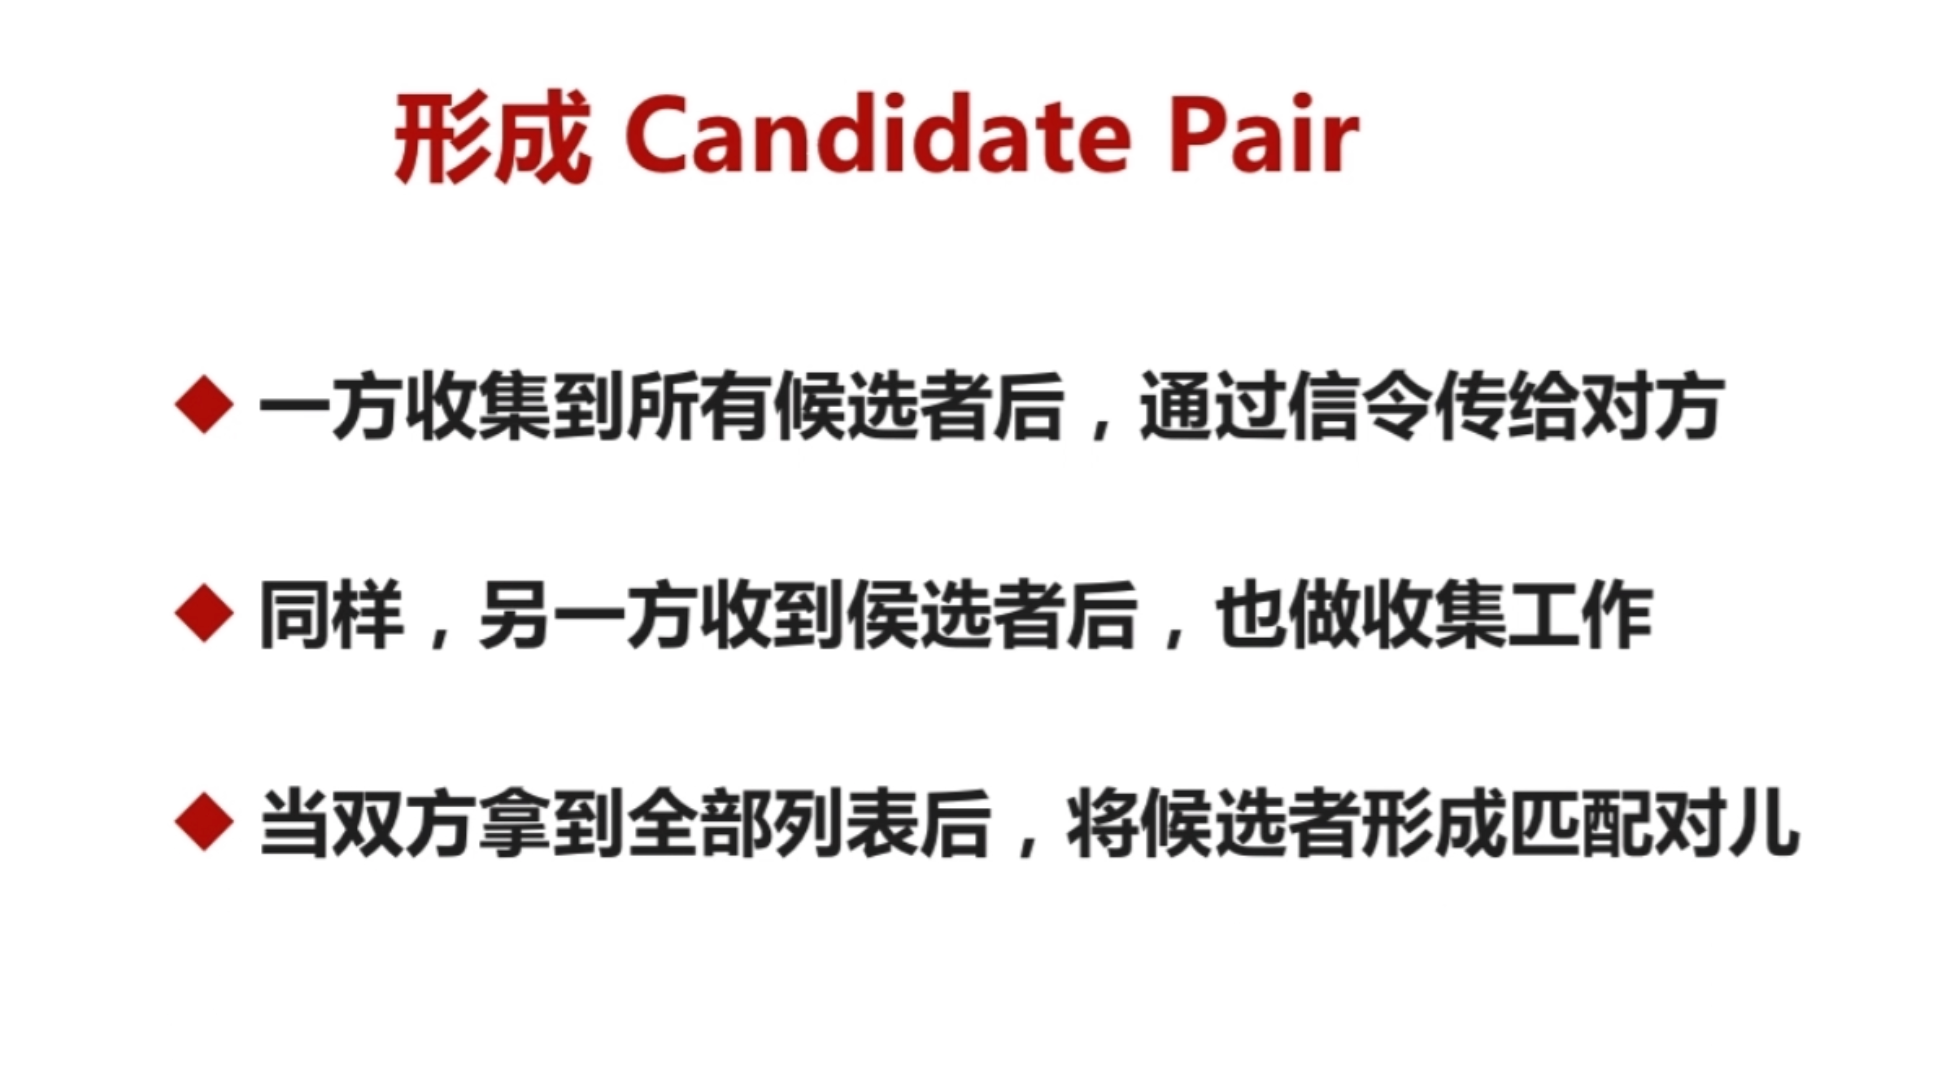 形成 Candidate Pair
◆ 一方收集到所有候选者后，通过信令传给对方
◆ 同样，另一方收到侯选者后，也做收集工作
◆ 当双方拿到全部列表后，将候选者形成匹配对儿